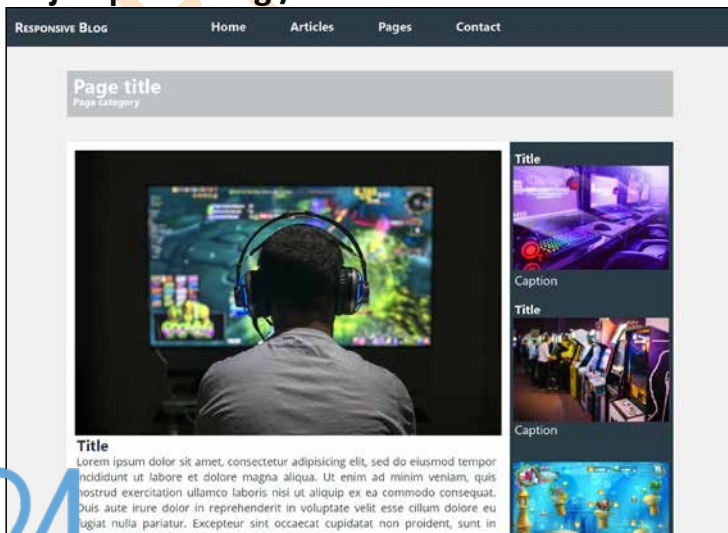 RESPONSIVE BLOG
Home
Articles
Pages
Contact
Page title
Page category
Title
Caption
Title
Caption
Title
Lorem ipsum dolor sit amet, consectetur adipisicing elit, sed do eiusmod tempor
incididunt ut labore et dolore magna aliqua. Ut enim ad minim veniam, quis
nostrud exercitation ullamco laboris nisi ut aliquip ex ea commodo consequat.
Duis aute irure dolor in reprehenderit in voluptate velit esse cillum dolore eu
fugiat nulla pariatur. Excepteur sint occaecat cupidatat non proident, sunt in